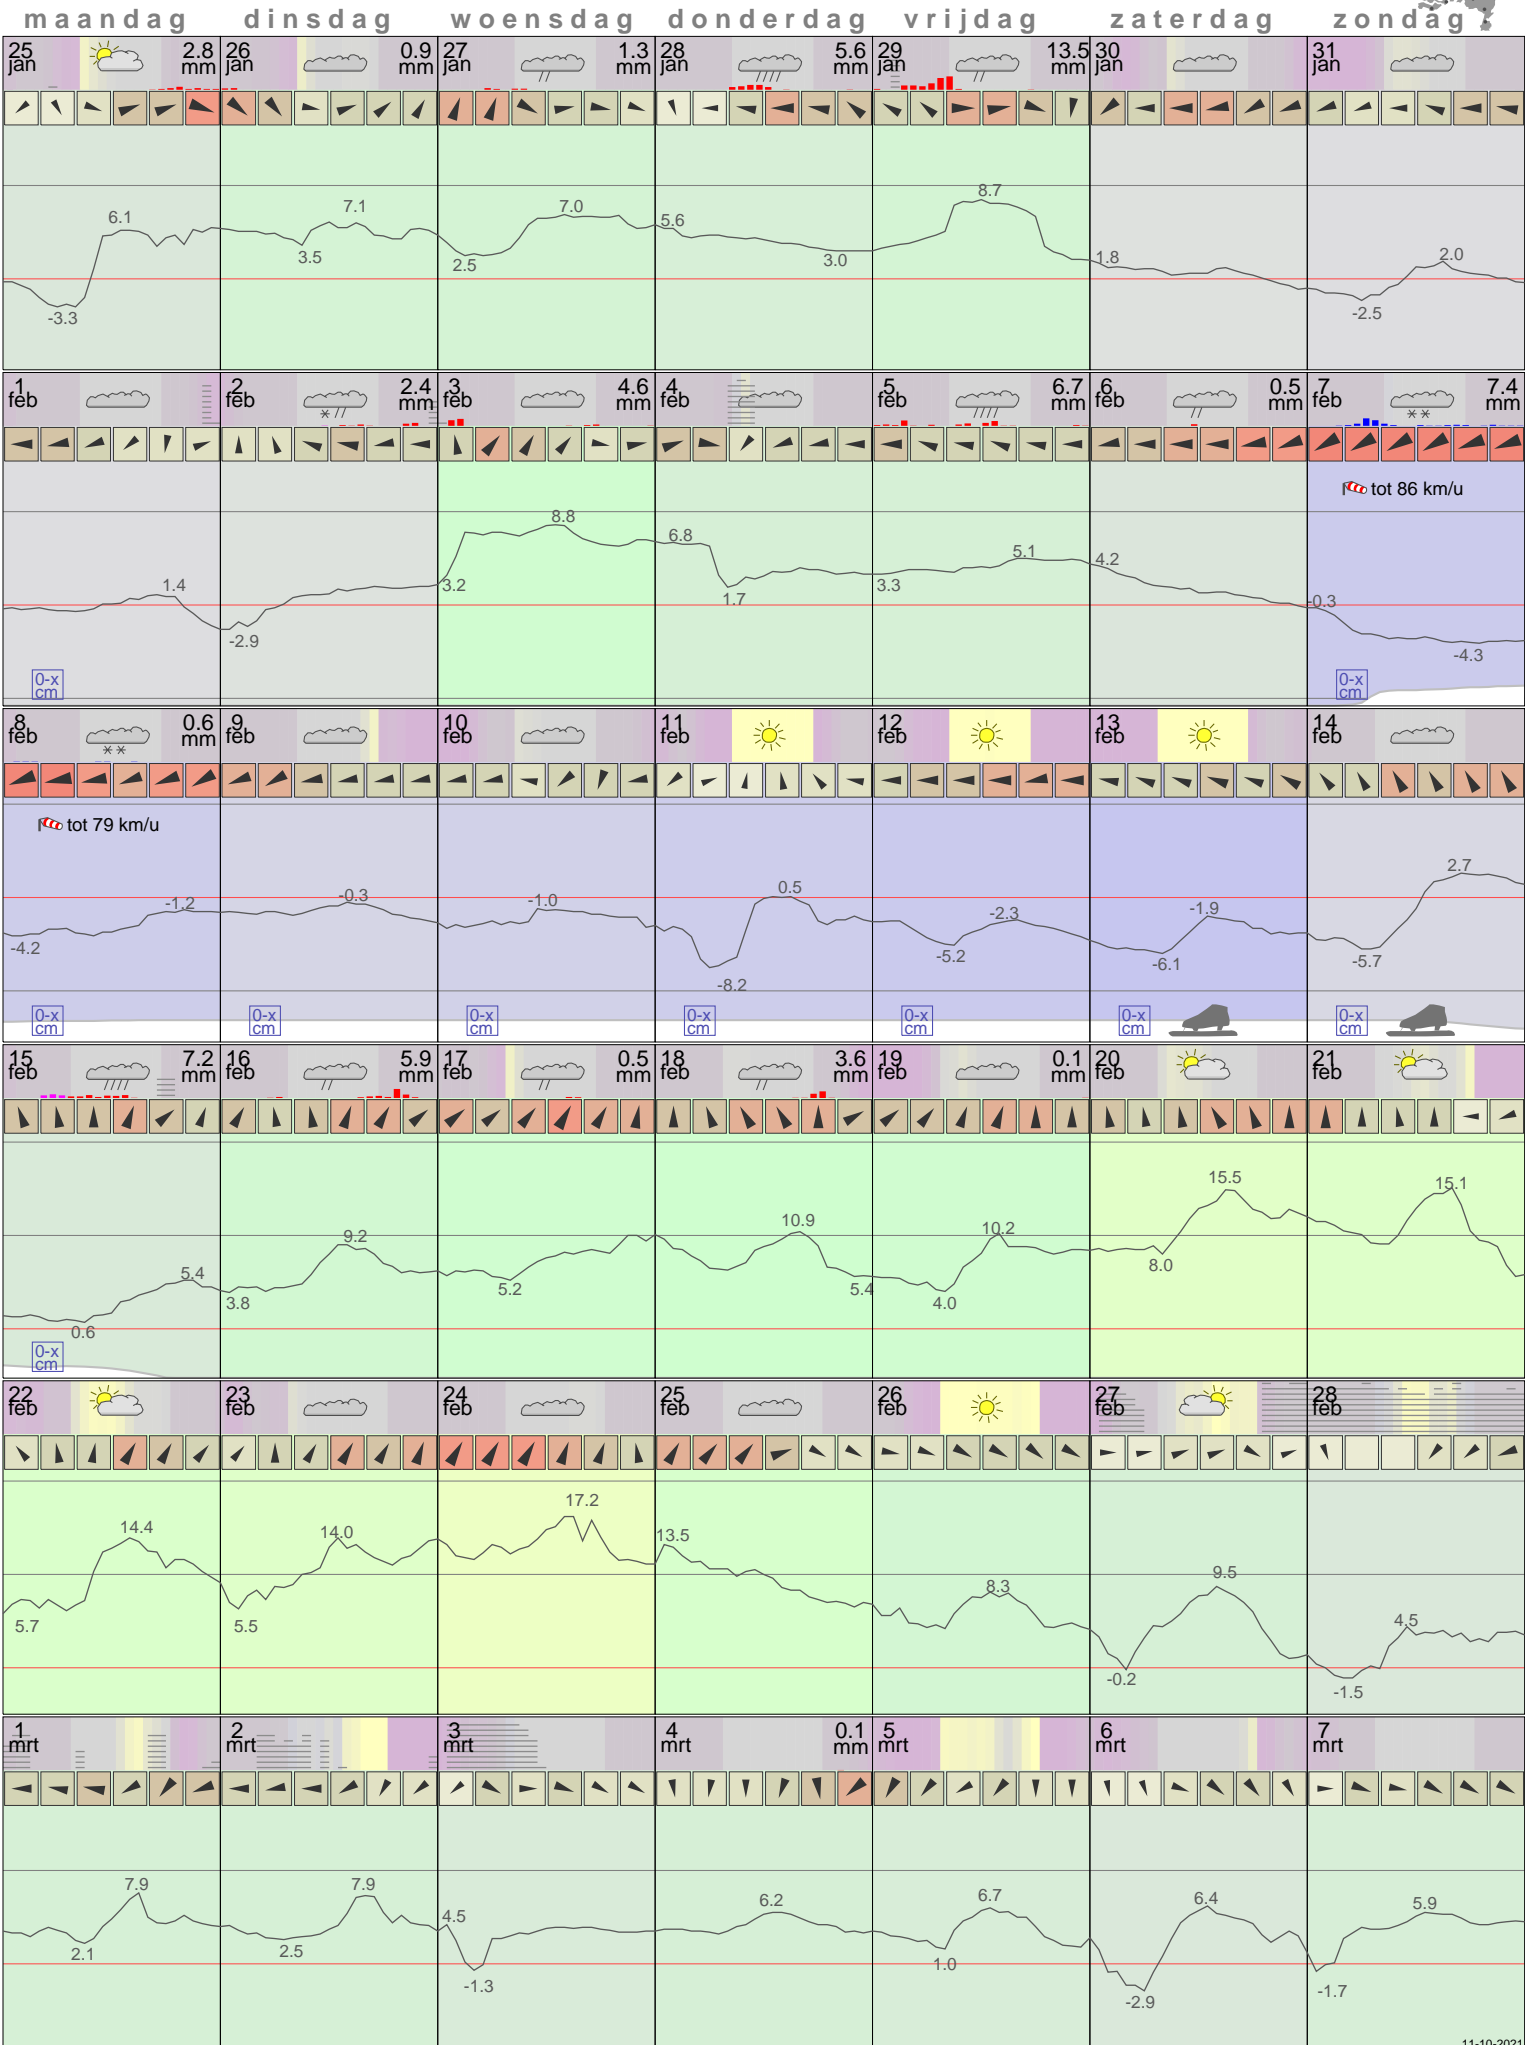 maandag dinsdag woensdag donderdag vrijdag zaterdag zondag
25 jan 2.8 mm 26 jan 0.9 mm 27 jan 1.3 mm 28 jan 5.6 mm 29 jan 13.5 mm 30 jan 31 jan
6.1 -3.3 7.1 3.5 7.0 2.5 5.6 3.0 8.7 1.8 2.0 -2.5
1 feb 2 feb 2.4 mm 3 feb 4.6 mm 4 feb 5 feb 6.7 mm 6 feb 0.5 mm 7 feb 7.4 mm
tot 86 km/u
1.4 -2.9 3.2 8.8 6.8 1.7 3.3 5.1 4.2 -0.3 -4.3
0-x cm 0-x cm
8 feb 0.6 mm 9 feb 10 feb 11 feb 12 feb 13 feb 14 feb
tot 79 km/u
-4.2 -1.2 -0.3 -1.0 0.5 -8.2 -2.3 -5.2 -1.9 -6.1 2.7 -5.7
0-x cm 0-x cm 0-x cm 0-x cm 0-x cm 0-x cm 0-x cm
15 feb 7.2 mm 16 feb 5.9 mm 17 feb 0.5 mm 18 feb 3.6 mm 19 feb 0.1 mm 20 feb 21 feb
5.4 0.6 9.2 3.8 5.2 10.9 5.4 10.2 4.0 15.5 8.0 15.1
0-x cm
22 feb 23 feb 24 feb 25 feb 26 feb 27 feb 28 feb
14.4 5.7 14.0 5.5 17.2 13.5 8.3 9.5 -0.2 4.5 -1.5
1 mrt 2 mrt 3 mrt 4 mrt 0.1 mm 5 mrt 6 mrt 7 mrt
7.9 2.1 7.9 2.5 4.5 -1.3 6.2 6.7 1.0 6.4 -2.9 5.9 -1.7
11-10-2021